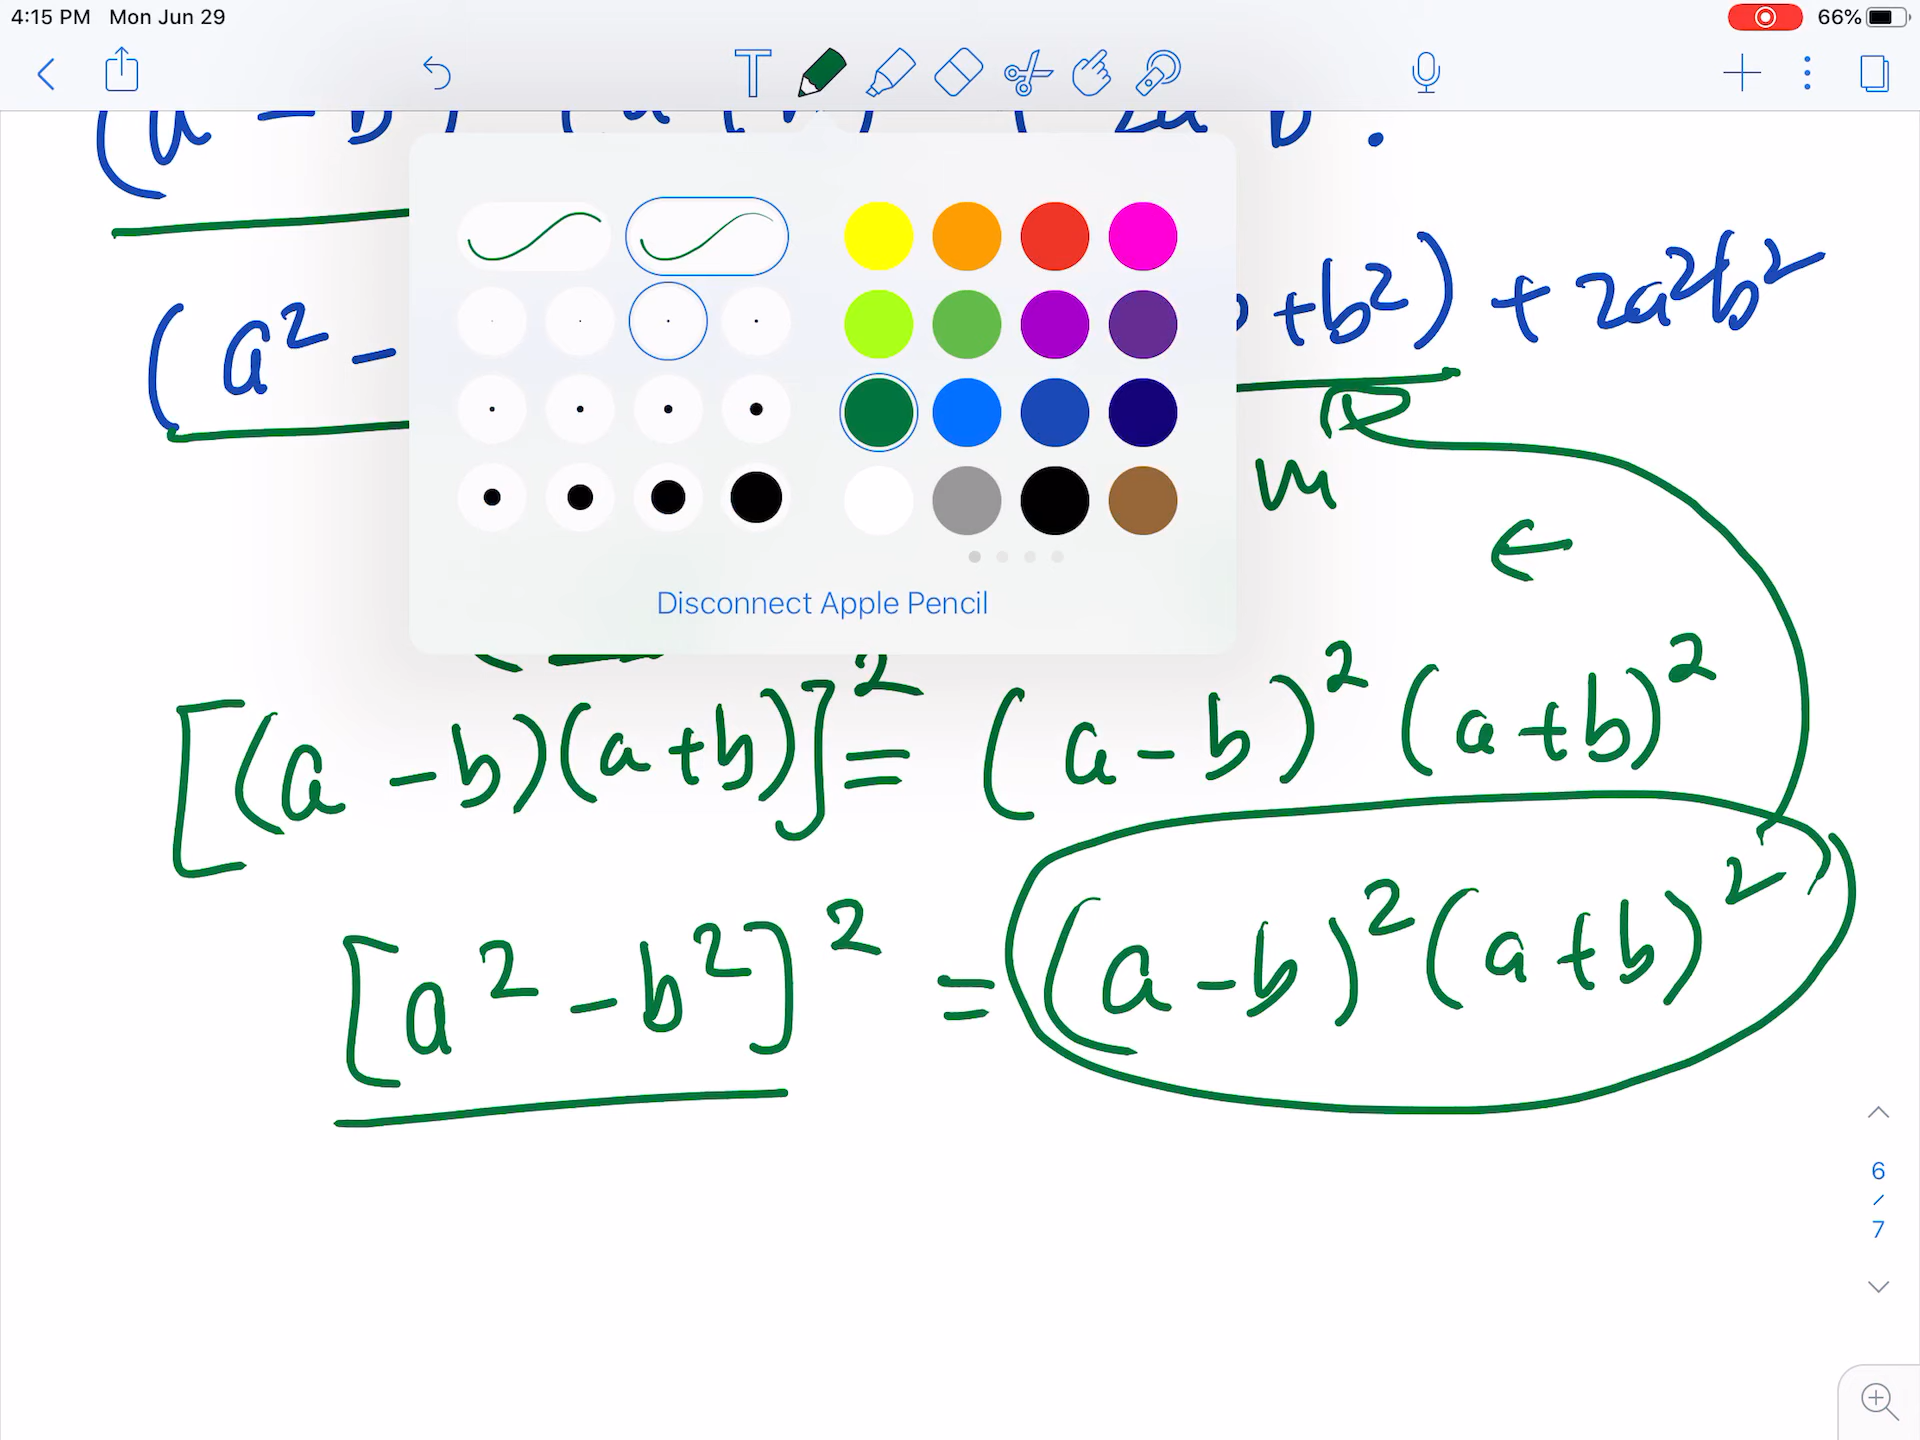 4:15 PM Mon Jun 29 66%
T
(a² - +b²) + 2a²b²
m
Disconnect Apple Pencil
[(a - b)(a + b)]² = (a - b)² (a + b)²
[a² - b²]² = (a - b)² (a + b)²
6
/
7